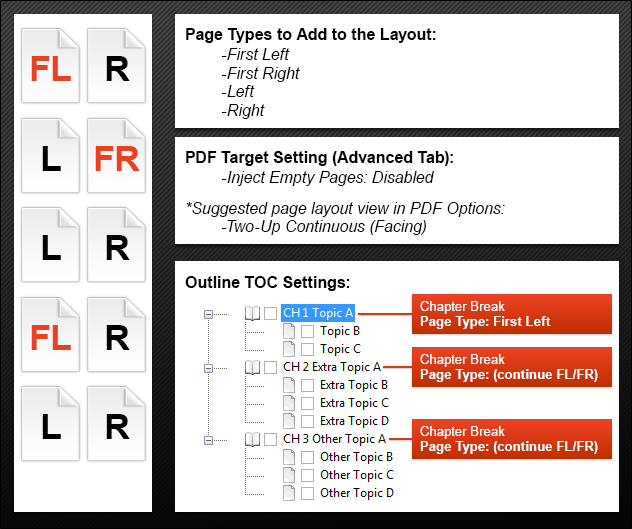 FL R
L FR
L R
FL R
L R
Page Types to Add to the Layout:
-First Left
-First Right
-Left
-Right
PDF Target Setting (Advanced Tab):
-Inject Empty Pages: Disabled
*Suggested page layout view in PDF Options:
-Two-Up Continuous (Facing)
Outline TOC Settings:
CH 1 Topic A
Topic B
Topic C
CH 2 Extra Topic A
Extra Topic B
Extra Topic C
Extra Topic D
CH 3 Other Topic A
Other Topic B
Other Topic C
Other Topic D
Chapter Break
Page Type: First Left
Chapter Break
Page Type: (continue FL/FR)
Chapter Break
Page Type: (continue FL/FR)